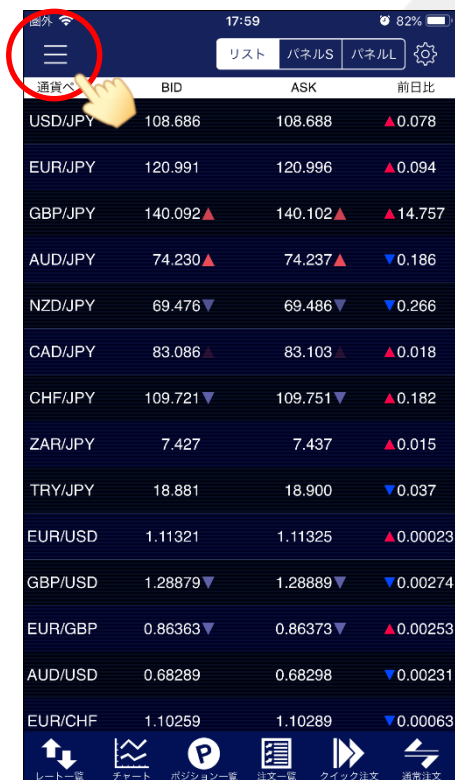 圏外 17:59 82%
リスト パネルS パネルL
通貨ペ BID ASK 前日比
USD/JPY 108.686 108.688 ▲0.078
EUR/JPY 120.991 120.996 ▲0.094
GBP/JPY 140.092▲ 140.102▲ ▲14.757
AUD/JPY 74.230▲ 74.237▲ ▼0.186
NZD/JPY 69.476▼ 69.486▼ ▼0.266
CAD/JPY 83.086▲ 83.103▲ ▲0.018
CHF/JPY 109.721▼ 109.751▼ ▲0.182
ZAR/JPY 7.427 7.437 ▲0.015
TRY/JPY 18.881 18.900 ▼0.037
EUR/USD 1.11321 1.11325 ▲0.00023
GBP/USD 1.28879▼ 1.28889▼ ▼0.00274
EUR/GBP 0.86363▼ 0.86373▼ ▲0.00253
AUD/USD 0.68289 0.68298 ▼0.00231
EUR/CHF 1.10259 1.10289 ▼0.00063
P
レート一覧 チャート ポジション一覧 注文一覧 クイック注文 通常注文